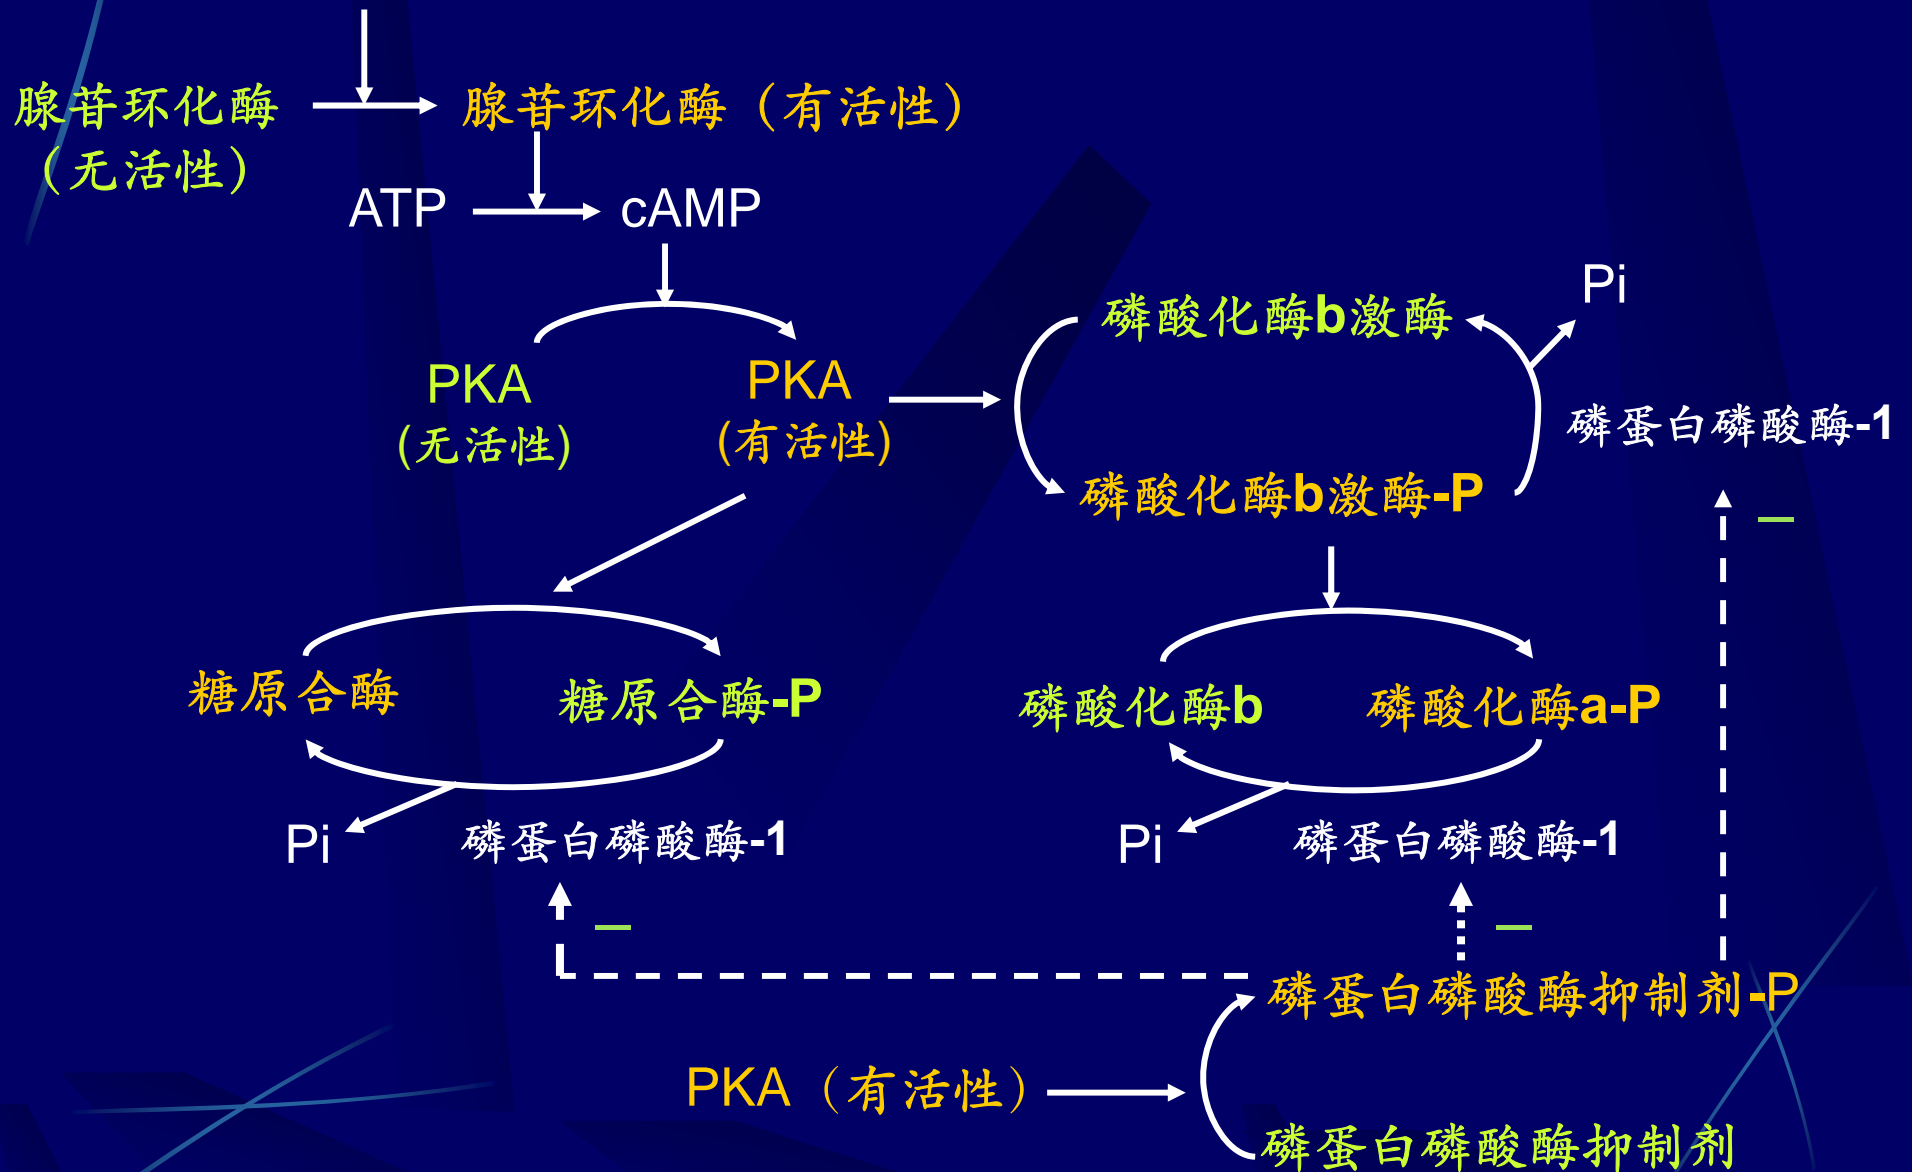 腺苷环化酶
（无活性）
腺苷环化酶（有活性）
ATP
cAMP
PKA
(无活性)
PKA
(有活性)
磷酸化酶b激酶
Pi
磷蛋白磷酸酶-1
磷酸化酶b激酶-P
—
糖原合酶
糖原合酶-P
磷酸化酶b
磷酸化酶a-P
Pi
磷蛋白磷酸酶-1
Pi
磷蛋白磷酸酶-1
—
—
磷蛋白磷酸酶抑制剂-P
PKA（有活性）
磷蛋白磷酸酶抑制剂